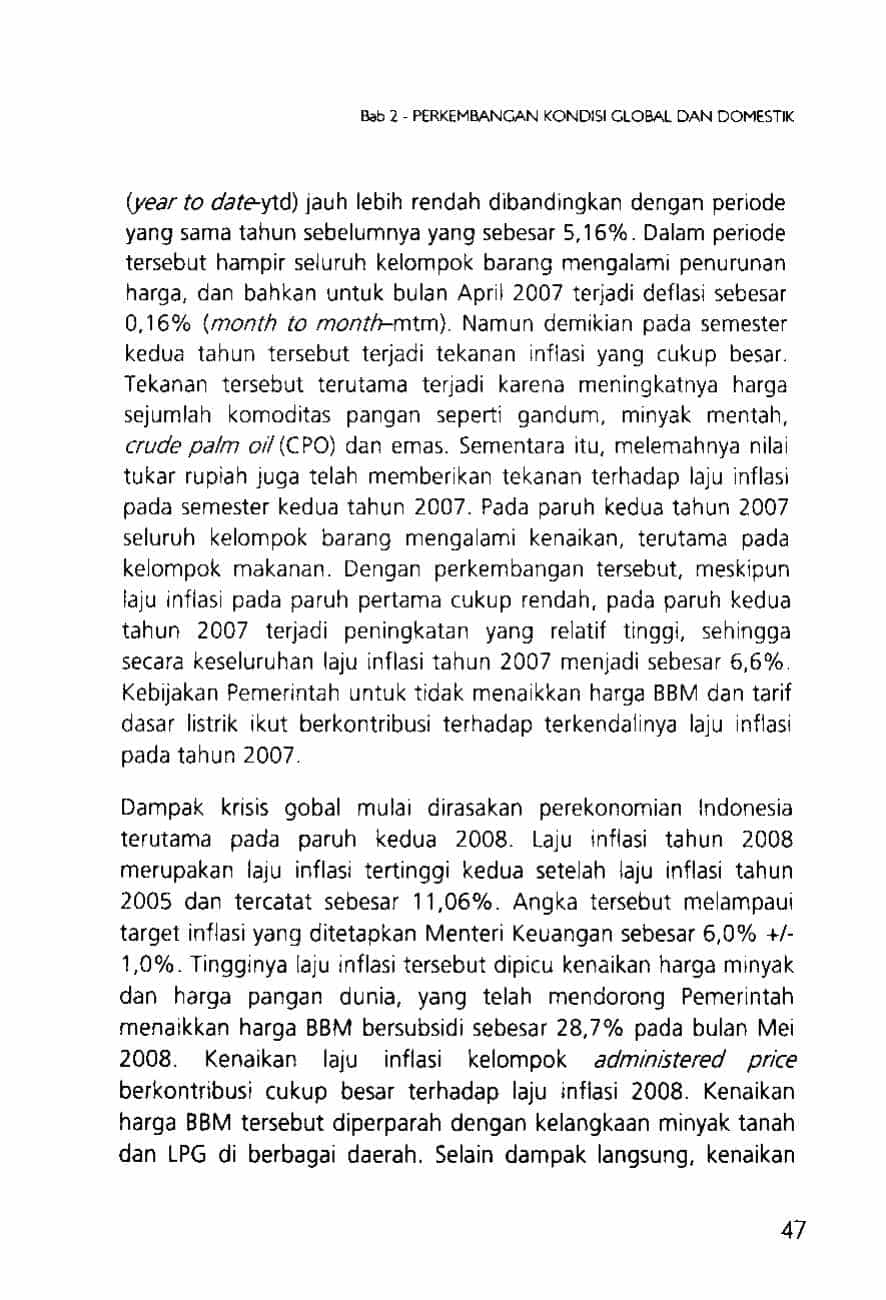 Bab 2 - PERKEMBANGAN KONDISI GLOBAL DAN DOMESTIK
(year to date-ytd) jauh lebih rendah dibandingkan dengan periode
yang sama tahun sebelumnya yang sebesar 5,16%. Dalam periode
tersebut hampir seluruh kelompok barang mengalami penurunan
harga, dan bahkan untuk bulan April 2007 terjadi deflasi sebesar
0,16% (month to month-mtm). Namun demikian pada semester
kedua tahun tersebut terjadi tekanan inflasi yang cukup besar.
Tekanan tersebut terutama terjadi karena meningkatnya harga
sejumlah komoditas pangan seperti gandum, minyak mentah,
crude palm oil (CPO) dan emas. Sementara itu, melemahnya nilai
tukar rupiah juga telah memberikan tekanan terhadap laju inflasi
pada semester kedua tahun 2007. Pada paruh kedua tahun 2007
seluruh kelompok barang mengalami kenaikan, terutama pada
kelompok makanan. Dengan perkembangan tersebut, meskipun
laju inflasi pada paruh pertama cukup rendah, pada paruh kedua
tahun 2007 terjadi peningkatan yang relatif tinggi, sehingga
secara keseluruhan laju inflasi tahun 2007 menjadi sebesar 6,6%.
Kebijakan Pemerintah untuk tidak menaikkan harga BBM dan tarif
dasar listrik ikut berkontribusi terhadap terkendalinya laju inflasi
pada tahun 2007.
Dampak krisis gobal mulai dirasakan perekonomian Indonesia
terutama pada paruh kedua 2008. Laju inflasi tahun 2008
merupakan laju inflasi tertinggi kedua setelah laju inflasi tahun
2005 dan tercatat sebesar 11,06%. Angka tersebut melampaui
target inflasi yang ditetapkan Menteri Keuangan sebesar 6,0% +/-
1,0%. Tingginya laju inflasi tersebut dipicu kenaikan harga minyak
dan harga pangan dunia, yang telah mendorong Pemerintah
menaikkan harga BBM bersubsidi sebesar 28,7% pada bulan Mei
2008. Kenaikan laju inflasi kelompok administered price
berkontribusi cukup besar terhadap laju inflasi 2008. Kenaikan
harga BBM tersebut diperparah dengan kelangkaan minyak tanah
dan LPG di berbagai daerah. Selain dampak langsung, kenaikan
47